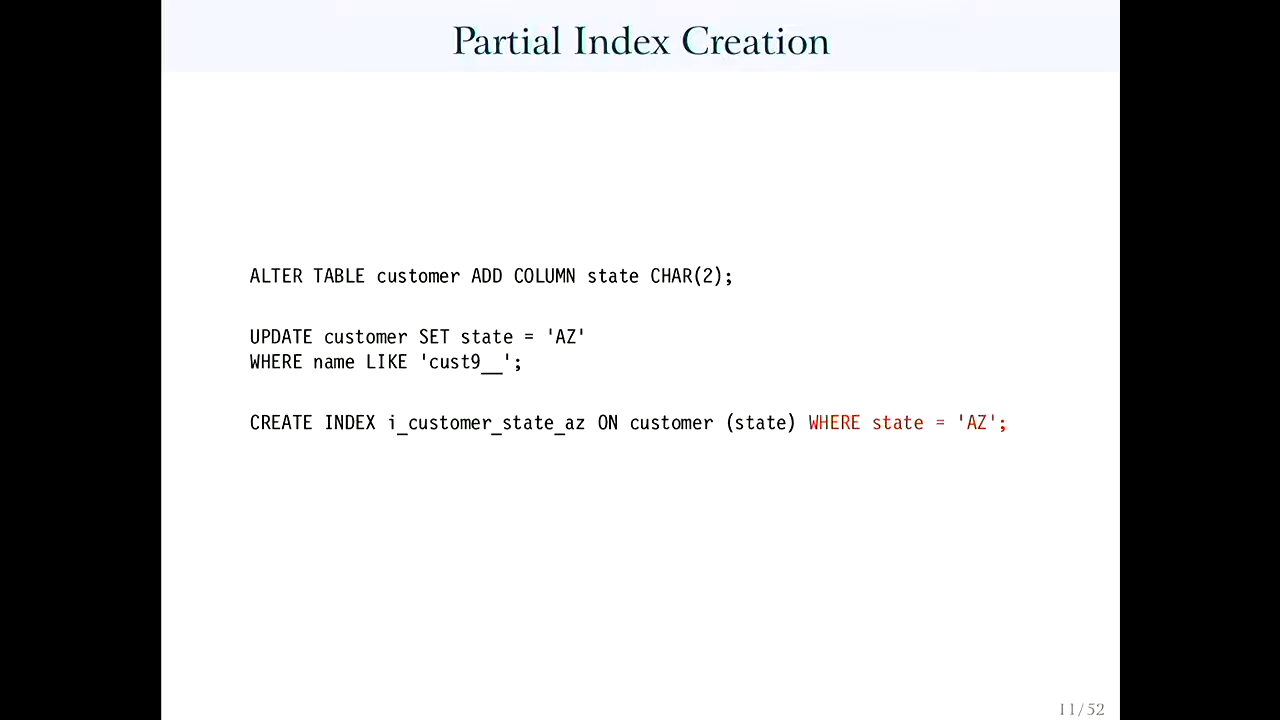 Partial Index Creation
ALTER TABLE customer ADD COLUMN state CHAR(2);
UPDATE customer SET state = 'AZ'
WHERE name LIKE 'cust9__';
CREATE INDEX i_customer_state_az ON customer (state) WHERE state = 'AZ';
11/52